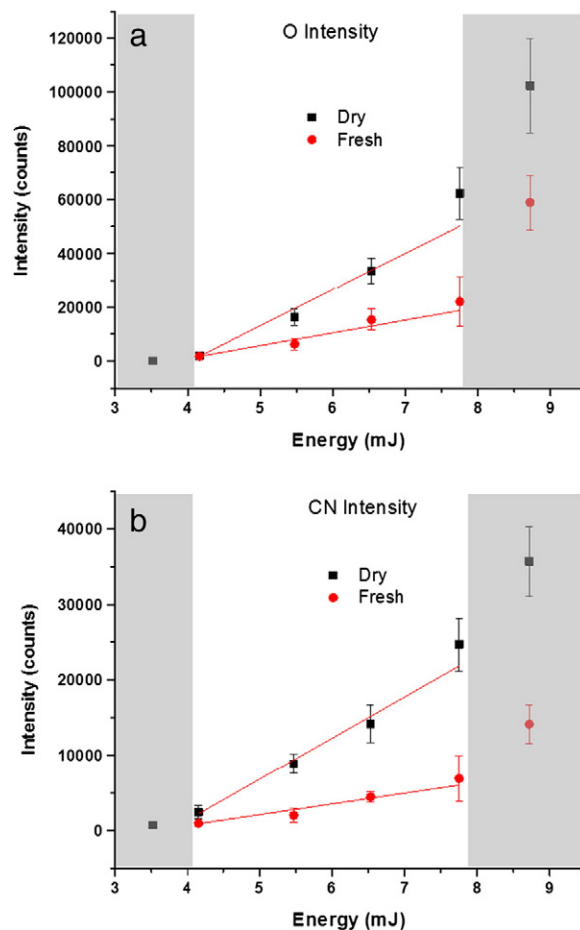 a
O Intensity
Dry
Fresh
120000
100000
80000
60000
40000
20000
0
Intensity (counts)
3 4 5 6 7 8 9
Energy (mJ)
b
CN Intensity
Dry
Fresh
40000
30000
20000
10000
0
Intensity (counts)
3 4 5 6 7 8 9
Energy (mJ)